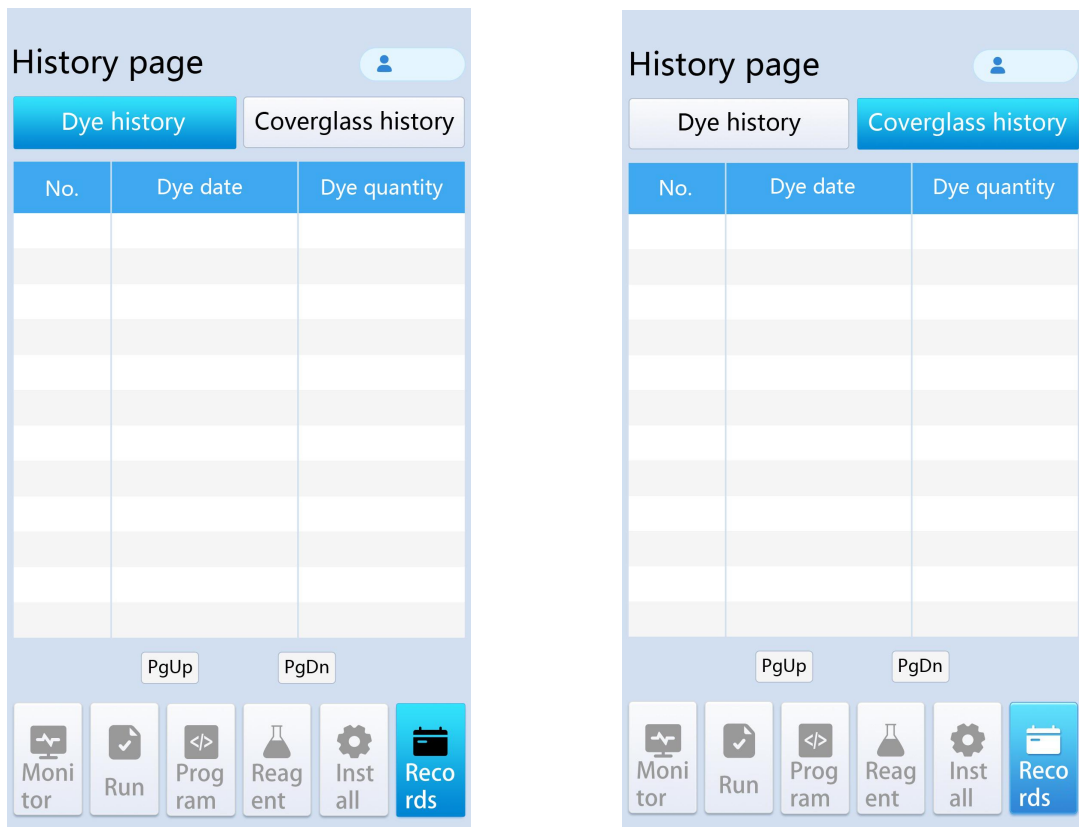 History page
Dye history Coverglass history
No. Dye date Dye quantity
PgUp PgDn
Moni
tor
Run
Prog
ram
Reag
ent
Inst
all
Reco
rds
History page
Dye history Coverglass history
No. Dye date Dye quantity
PgUp PgDn
Moni
tor
Run
Prog
ram
Reag
ent
Inst
all
Reco
rds